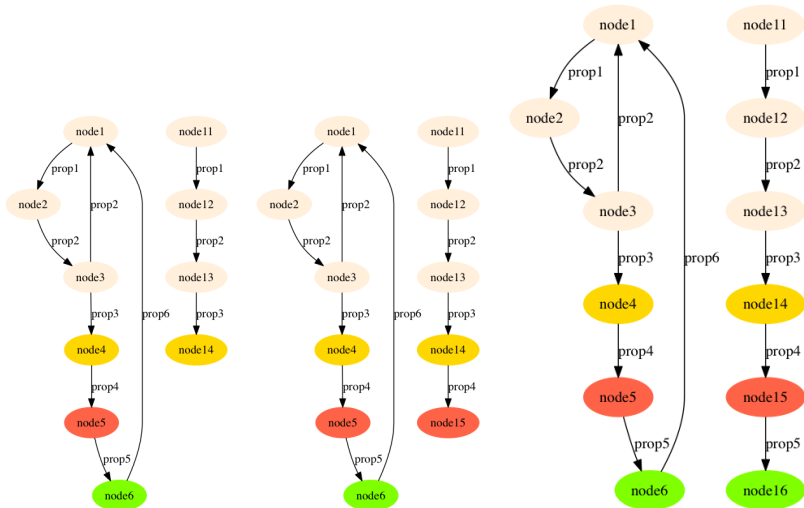 node1
node11
prop1
prop1
node2
node12
prop2
prop2
prop2
node3
node13
prop3
prop3
prop6
node4
node14
prop4
node5
prop5
node6
node1
node11
prop1
prop1
node2
node12
prop2
prop2
prop2
node3
node13
prop3
prop3
prop6
node4
node14
prop4
prop4
node5
node15
prop5
node6
node1
node11
prop1
prop1
node2
node12
prop2
prop2
prop2
node3
node13
prop3
prop3
prop6
node4
node14
prop4
prop4
node5
node15
prop5
prop5
node6
node16